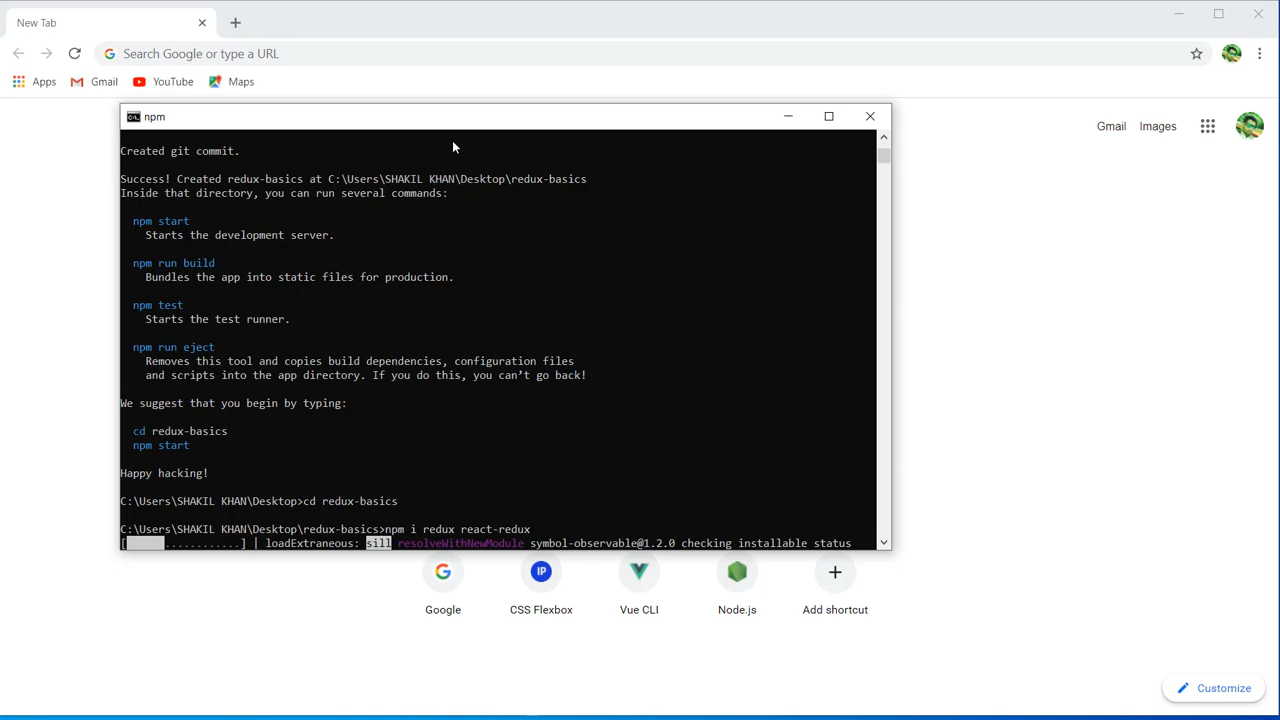 New Tab
Search Google or type a URL
Apps Gmail YouTube Maps
npm
Gmail Images
Created git commit.
Success! Created redux-basics at C:\Users\SHAKIL KHAN\Desktop\redux-basics
Inside that directory, you can run several commands:
npm start
Starts the development server.
npm run build
Bundles the app into static files for production.
npm test
Starts the test runner.
npm run eject
Removes this tool and copies build dependencies, configuration files
and scripts into the app directory. If you do this, you can’t go back!
We suggest that you begin by typing:
cd redux-basics
npm start
Happy hacking!
C:\Users\SHAKIL KHAN\Desktop>cd redux-basics
C:\Users\SHAKIL KHAN\Desktop\redux-basics>npm i redux react-redux
[ ............] | loadExtraneous: sill resolveWithNewModule symbol-observable@1.2.0 checking installable status
IP
Google CSS Flexbox Vue CLI Node.js Add shortcut
Customize